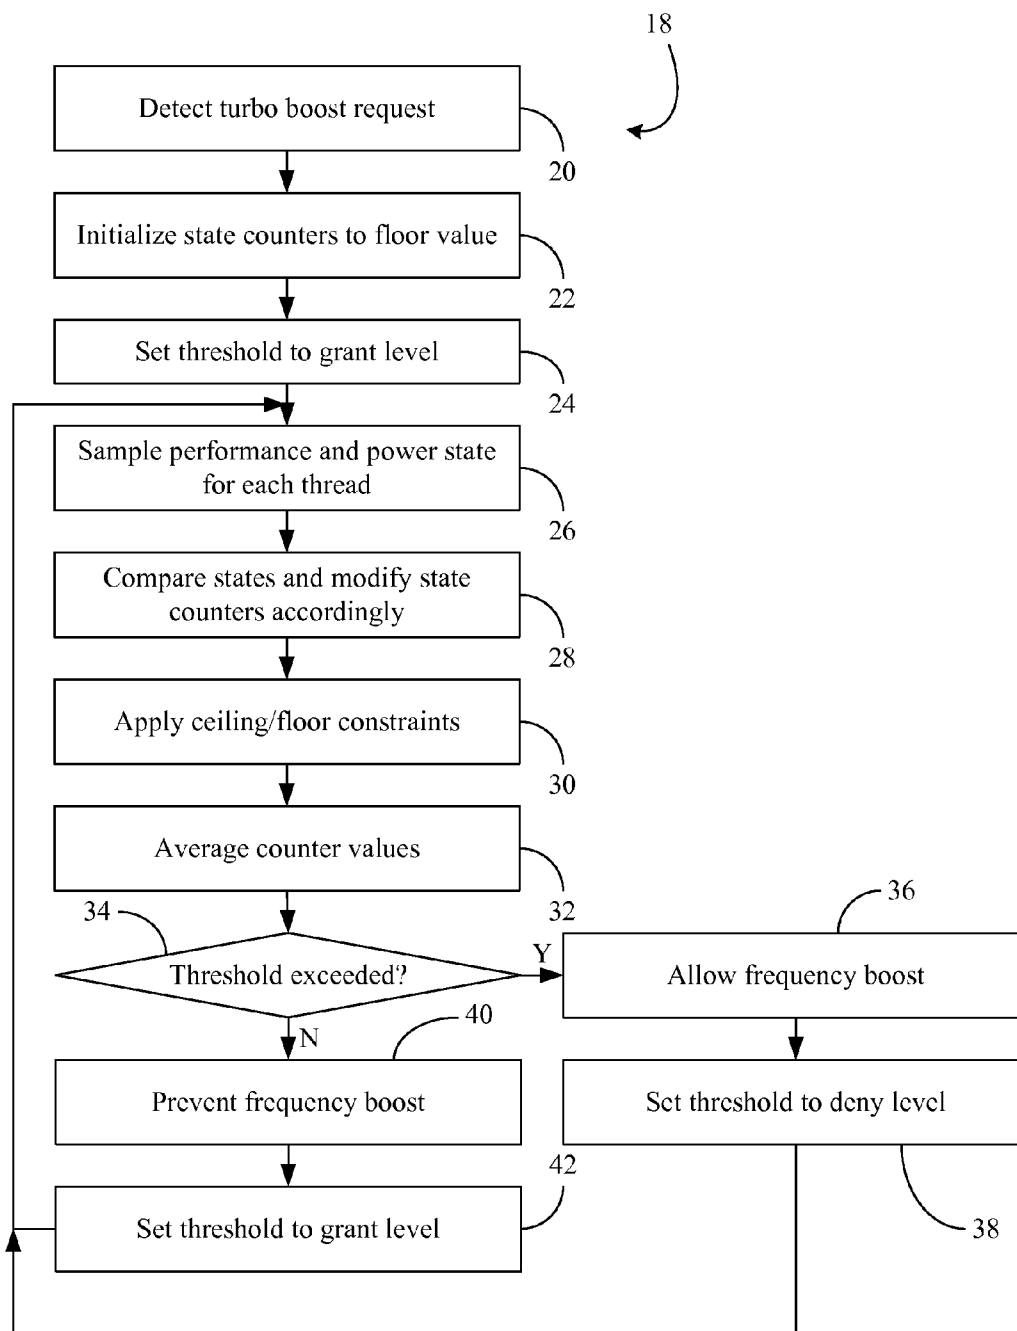 18
Detect turbo boost request
20
Initialize state counters to floor value
22
Set threshold to grant level
24
Sample performance and power state
for each thread
26
Compare states and modify state
counters accordingly
28
Apply ceiling/floor constraints
30
Average counter values
32
34
Threshold exceeded?
Y
N
36
Allow frequency boost
40
Prevent frequency boost
Set threshold to deny level
38
42
Set threshold to grant level